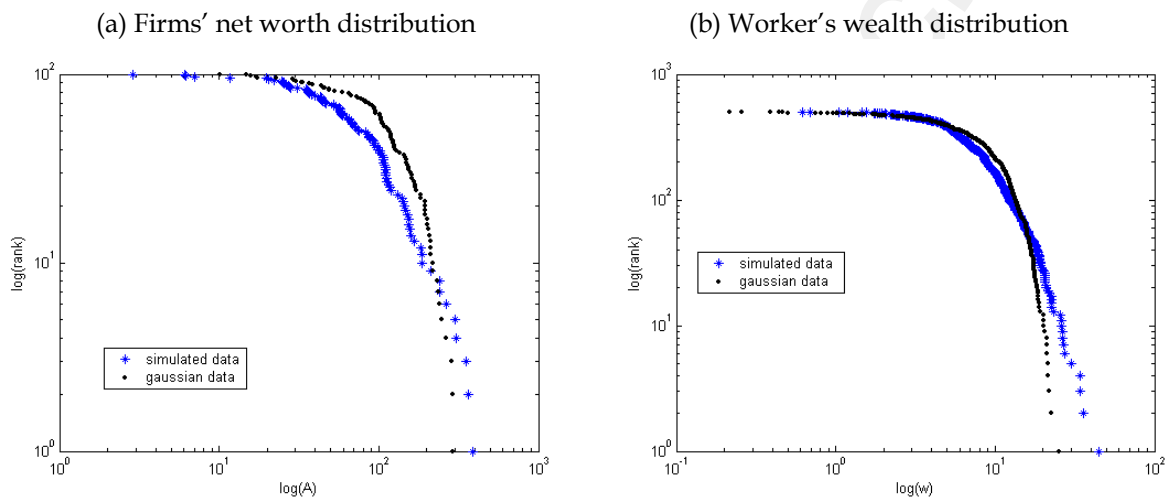 (a) Firms' net worth distribution
(b) Worker's wealth distribution
10^2
10^1
10^0
log(rank)
simulated data
gaussian data
10^0
10^1
10^2
10^3
log(A)
10^3
10^2
10^1
10^0
log(rank)
simulated data
gaussian data
10^-1
10^0
10^1
10^2
log(w)